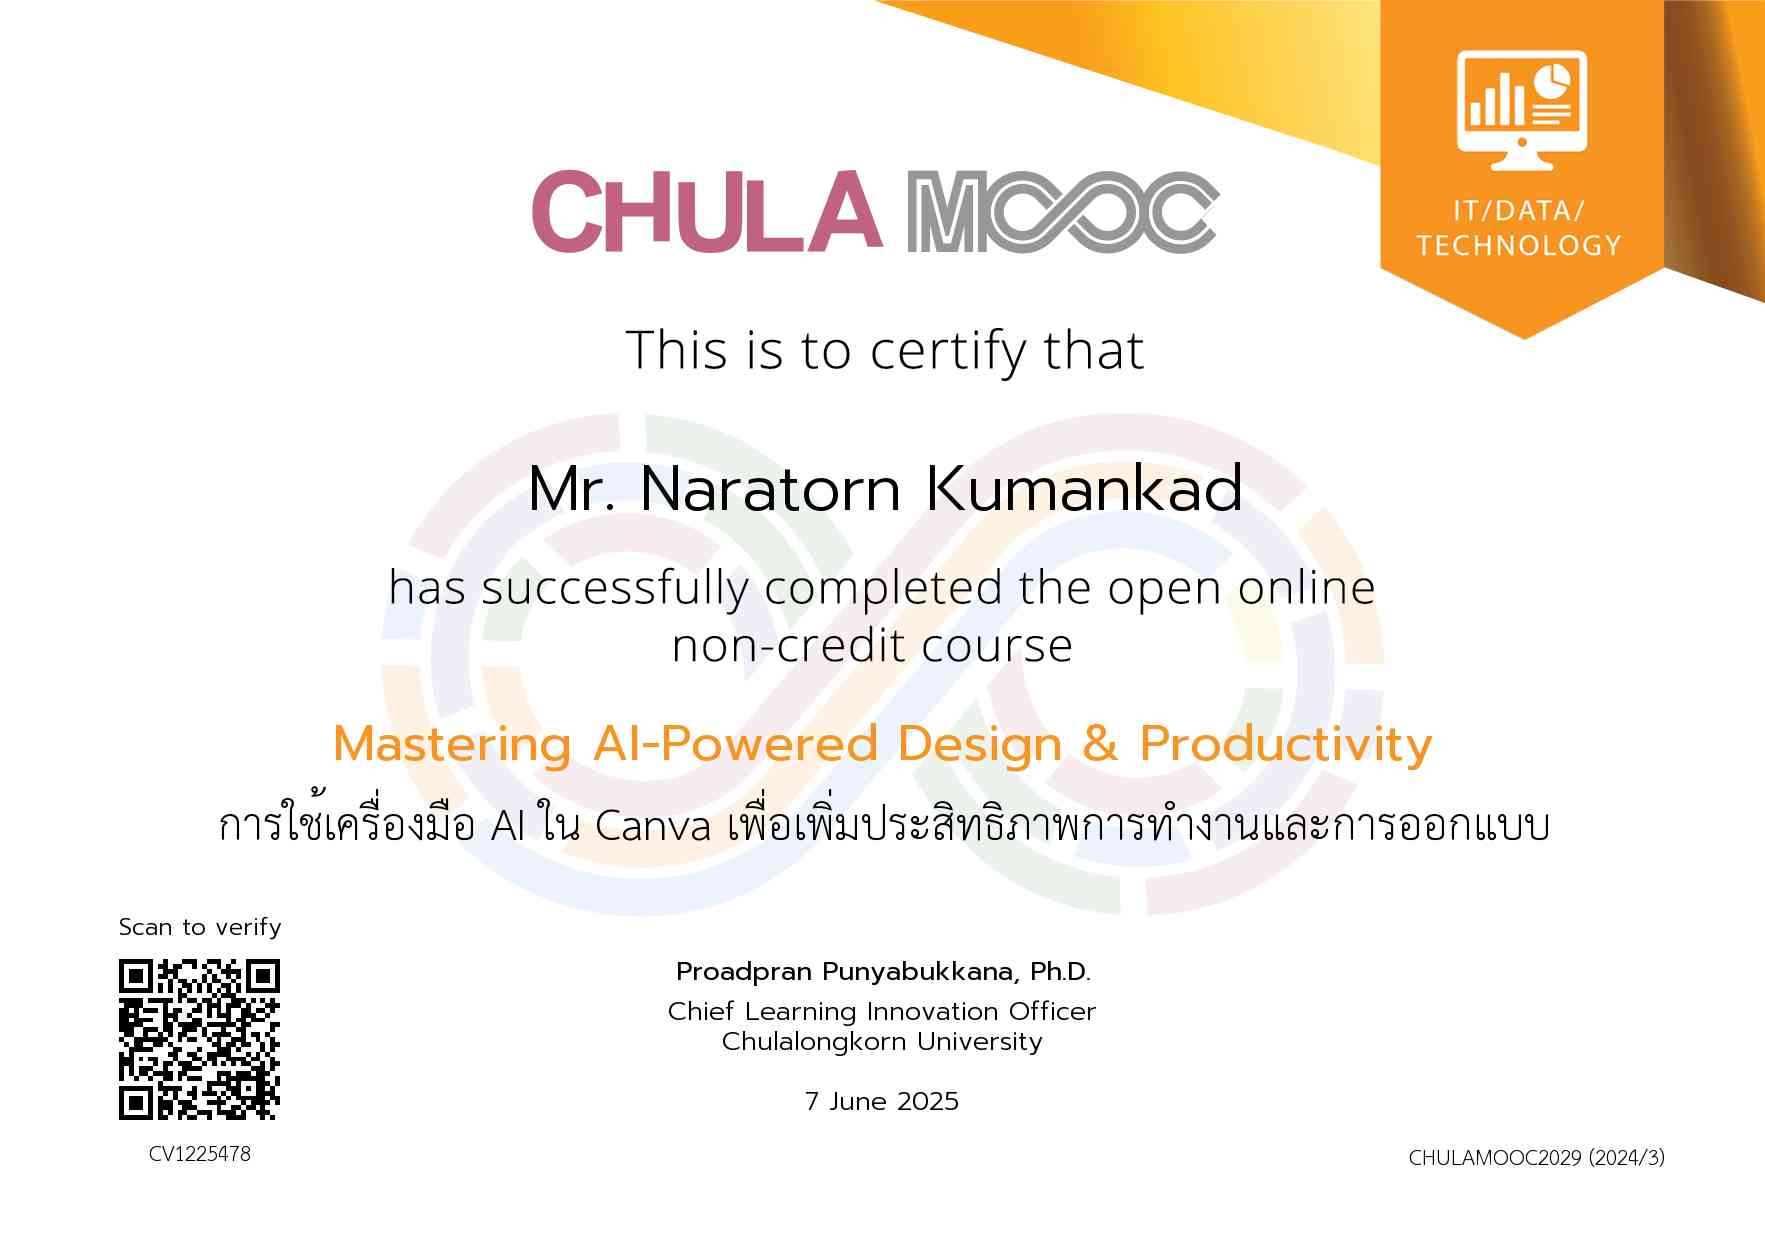 IT/DATA/
TECHNOLOGY
CHULA MOOC
This is to certify that
Mr. Naratorn Kumankad
has successfully completed the open online
non-credit course
Mastering AI-Powered Design & Productivity
การใช้เครื่องมือ AI ใน Canva เพื่อเพิ่มประสิทธิภาพการทำงานและการออกแบบ
Scan to verify
Proadpran Punyabukkana, Ph.D.
Chief Learning Innovation Officer
Chulalongkorn University
7 June 2025
CV1225478
CHULAMOOC2029 (2024/3)